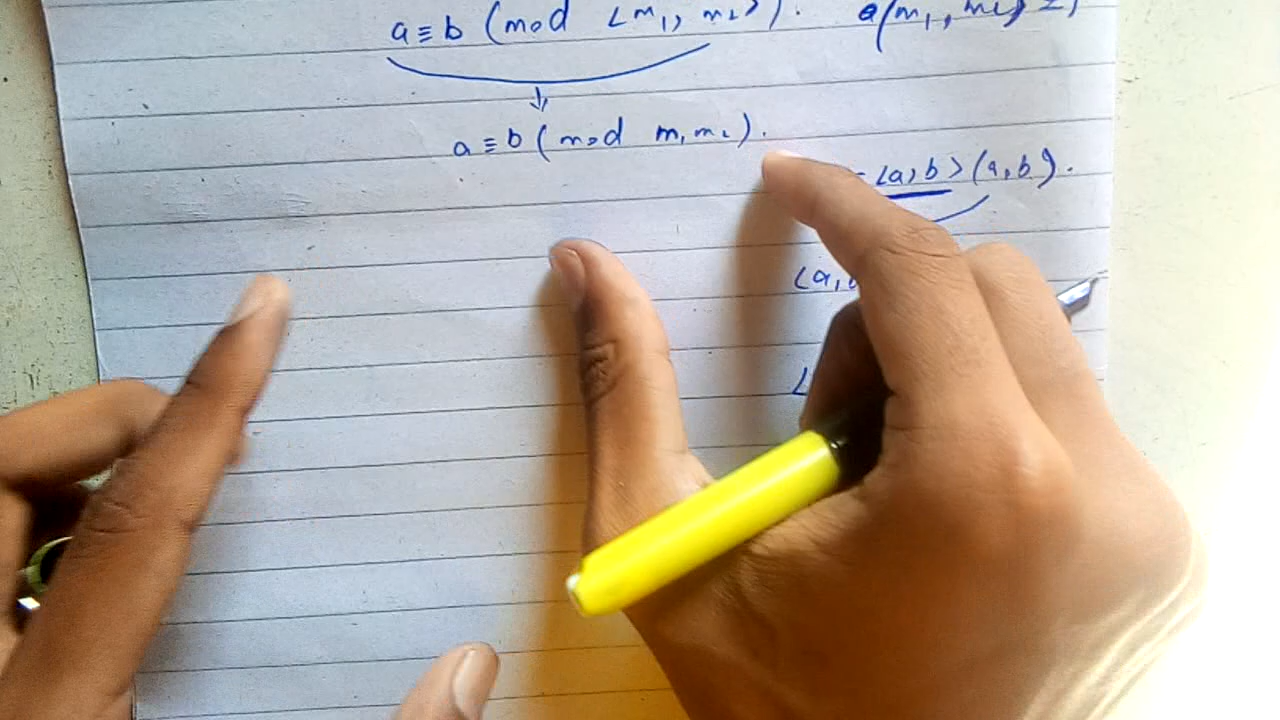 a ≡ b (mod <m₁, m₂>).
a ≡ b (mod m₁m₂).
<a,b>(a,b).
<a,
<